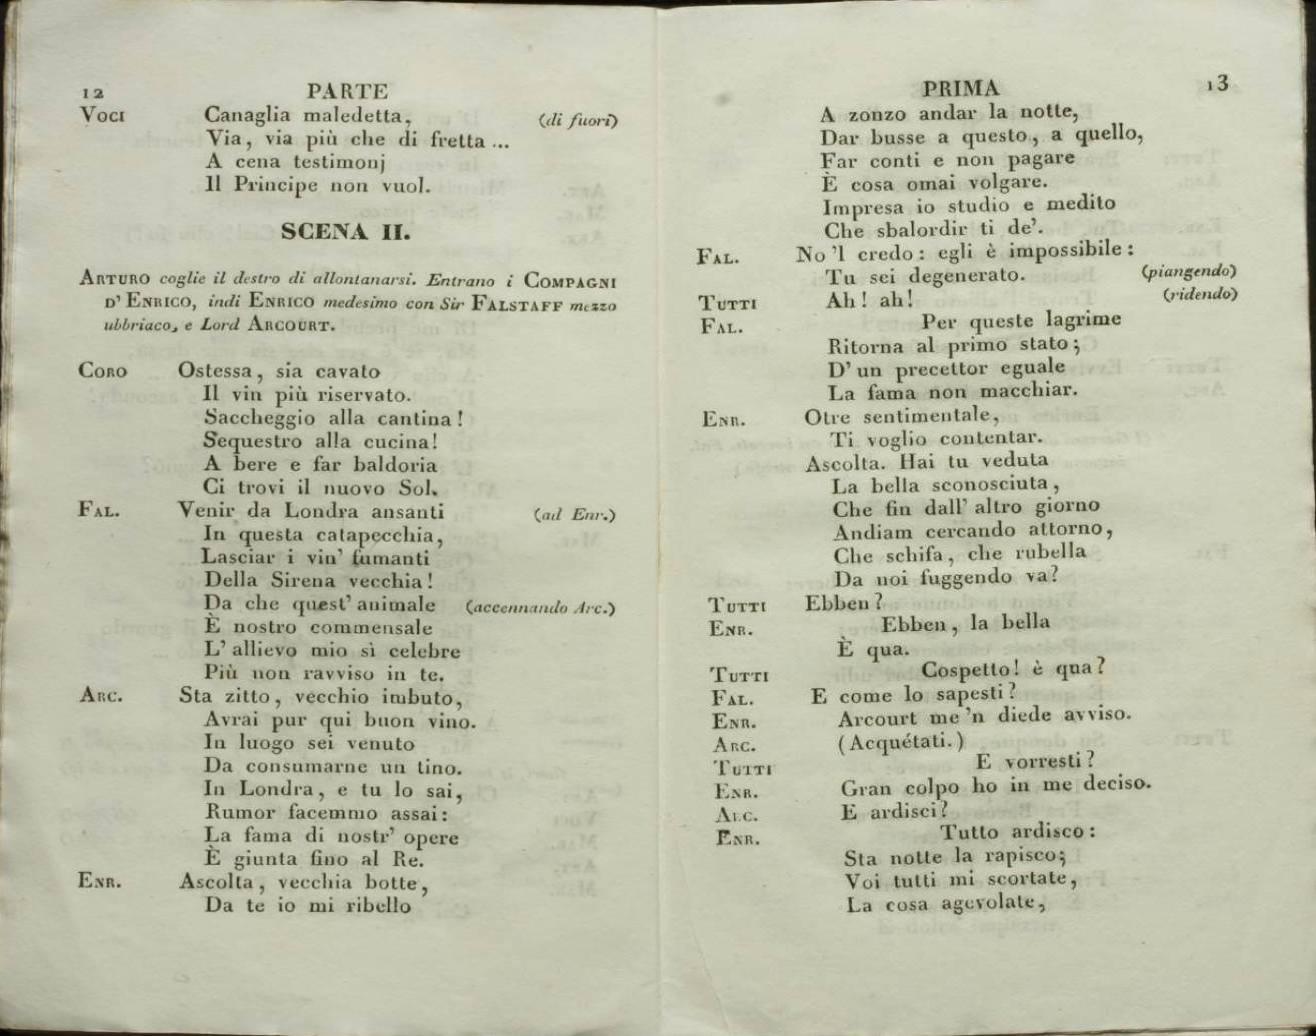 12 PARTE
VOCI Canaglia maledetta, (di fuori)
Via, via più che di fretta ...
A cena testimonj
Il Principe non vuol.
SCENA II.
ARTURO coglie il destro di allontanarsi. Entrano i COMPAGNI
D' ENRICO, indi ENRICO medesimo con Sir FALSTAFF mezzo
ubbriaco, e Lord ARCOURT.
CORO Ostessa, sia cavato
Il vin più riservato.
Saccheggio alla cantina!
Sequestro alla cucina!
A bere e far baldoria
Ci trovi il nuovo Sol.
FAL. Venir da Londra ansanti (ad Enr.)
In questa catapecchia,
Lasciar i vin' fumanti
Della Sirena vecchia!
Da che quest' animale (accennando Arc.)
È nostro commensale
L' allievo mio sì celebre
Più non ravviso in te.
ARC. Sta zitto, vecchio imbuto,
Avrai pur qui buon vino.
In luogo sei venuto
Da consumarne un tino.
In Londra, e tu lo sai,
Rumor facemmo assai:
La fama di nostr' opere
È giunta fino al Re.
ENR. Ascolta, vecchia botte,
Da te io mi ribello
PRIMA 13
A zonzo andar la notte,
Dar busse a questo, a quello,
Far conti e non pagare
È cosa omai volgare.
Impresa io studio e medito
Che sbalordir ti de'.
FAL. No 'l credo: egli è impossibile:
Tu sei degenerato. (piangendo)
TUTTI Ah! ah! (ridendo)
FAL. Per queste lagrime
Ritorna al primo stato;
D' un precettor eguale
La fama non macchiar.
ENR. Otre sentimentale,
Ti voglio contentar.
Ascolta. Hai tu veduta
La bella sconosciuta,
Che fin dall' altro giorno
Andiam cercando attorno,
Che schifa, che rubella
Da noi fuggendo va?
TUTTI Ebben?
ENR. Ebben, la bella
È qua.
TUTTI Cospetto! è qua?
FAL. E come lo sapesti?
ENR. Arcourt me 'n diede avviso.
ARC. (Acquétati.)
TUTTI E vorresti?
ENR. Gran colpo ho in me deciso.
ARC. E ardisci?
ENR. Tutto ardisco:
Sta notte la rapisco;
Voi tutti mi scortate,
La cosa agevolate,